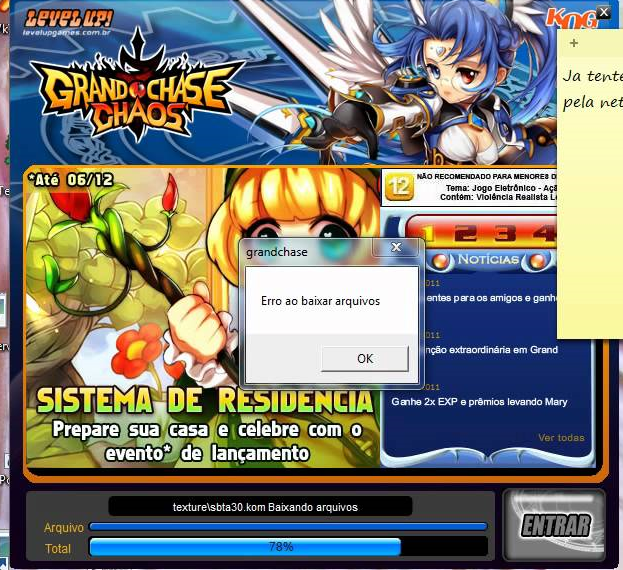 LEVEL UP!
levelupgames.com.br
KOG
X
GRAND CHASE
CHAOS
+
Ja tente
pela net
*Até 06/12
12
NÃO RECOMENDADO PARA MENORES D
Tema: Jogo Eletrônico - Açã
Contém: Violência Realista Le
1 2 3 4
NOTÍCIAS
011
entes para os amigos e ganhe
011
nção extraordinária em Grand
011
Ganhe 2x EXP e prêmios levando Mary
Ver todas
grandchase
X
Erro ao baixar arquivos
OK
SISTEMA DE RESIDENCIA
Prepare sua casa e celebre com o
evento* de lançamento
texture\sbta30.kom Baixando arquivos
Arquivo
Total
78%
ENTRAR